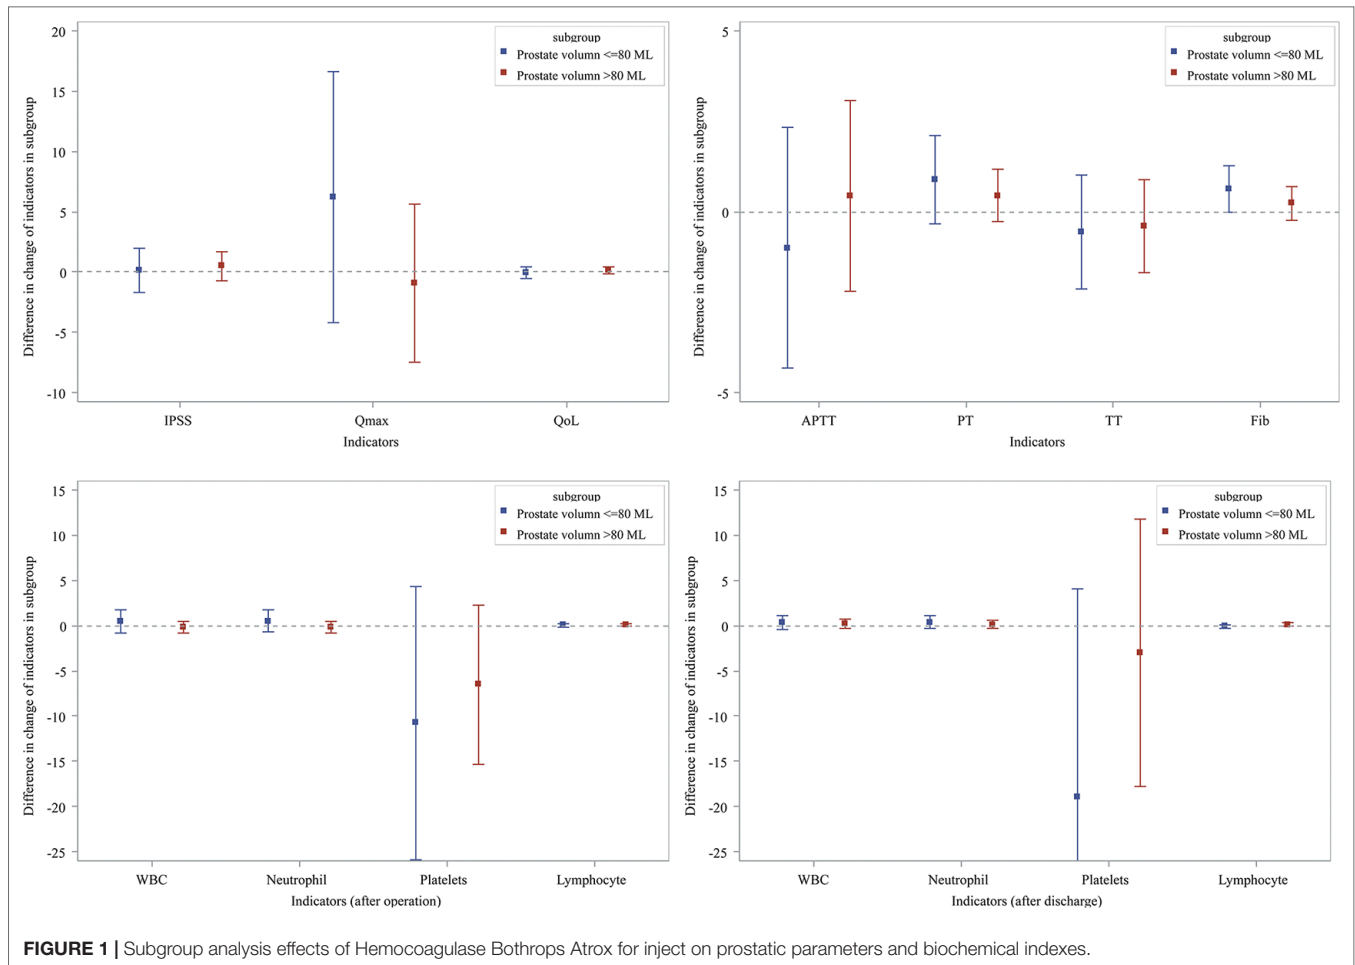 20
15
10
5
0
-5
-10
Difference in change of indicators in subgroup
subgroup
Prostate volumn <=80 ML
Prostate volumn >80 ML
IPSS
Qmax
QoL
Indicators
5
0
-5
Difference in change of indicators in subgroup
subgroup
Prostate volumn <=80 ML
Prostate volumn >80 ML
APTT
PT
TT
Fib
Indicators
15
10
5
0
-5
-10
-15
-20
-25
Difference in change of indicators in subgroup
subgroup
Prostate volumn <=80 ML
Prostate volumn >80 ML
WBC
Neutrophil
Platelets
Lymphocyte
Indicators (after operation)
15
10
5
0
-5
-10
-15
-20
-25
Difference in change of indicators in subgroup
subgroup
Prostate volumn <=80 ML
Prostate volumn >80 ML
WBC
Neutrophil
Platelets
Lymphocyte
Indicators (after discharge)
FIGURE 1 | Subgroup analysis effects of Hemocoagulase Bothrops Atrox for inject on prostatic parameters and biochemical indexes.